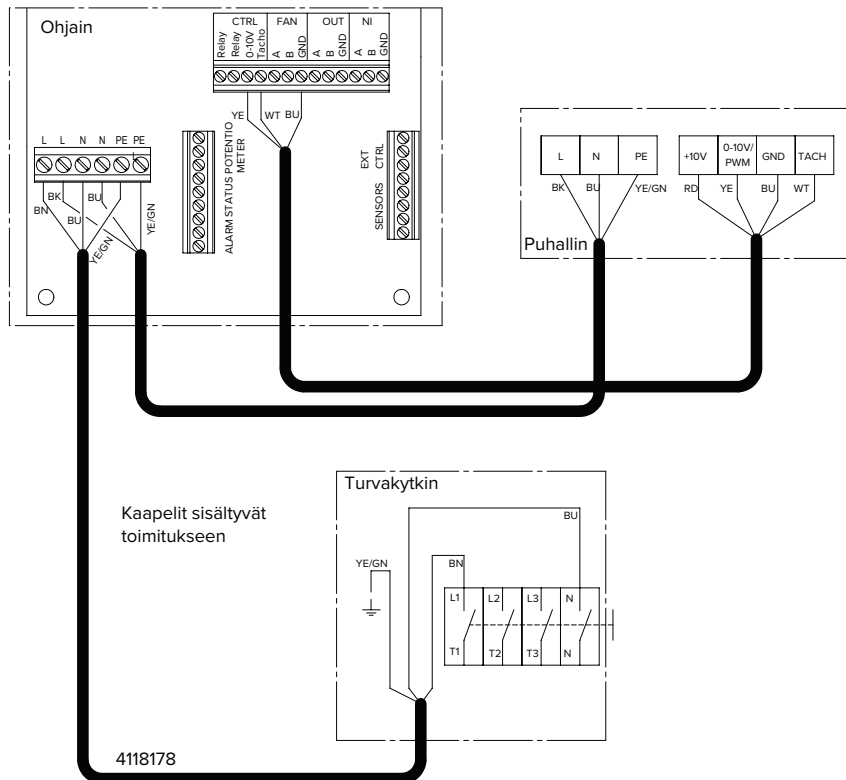 Ohjain
CTRL FAN OUT NI
Relay Relay 0-10V Tacho A B GND A B GND A B GND
YE WT BU
L L N N PE PE
BK BU
BN BU YE/GN YE/GN
ALARM STATUS POTENTIO
METER
EXT
SENSORS CTRL
L N PE
+10V 0-10V/
PWM GND TACH
BK BU YE/GN
RD YE BU WT
Puhallin
Turvakytkin
Kaapelit sisältyvät
toimitukseen
BU
YE/GN BN
L1 L2 L3 N
T1 T2 T3 N
4118178